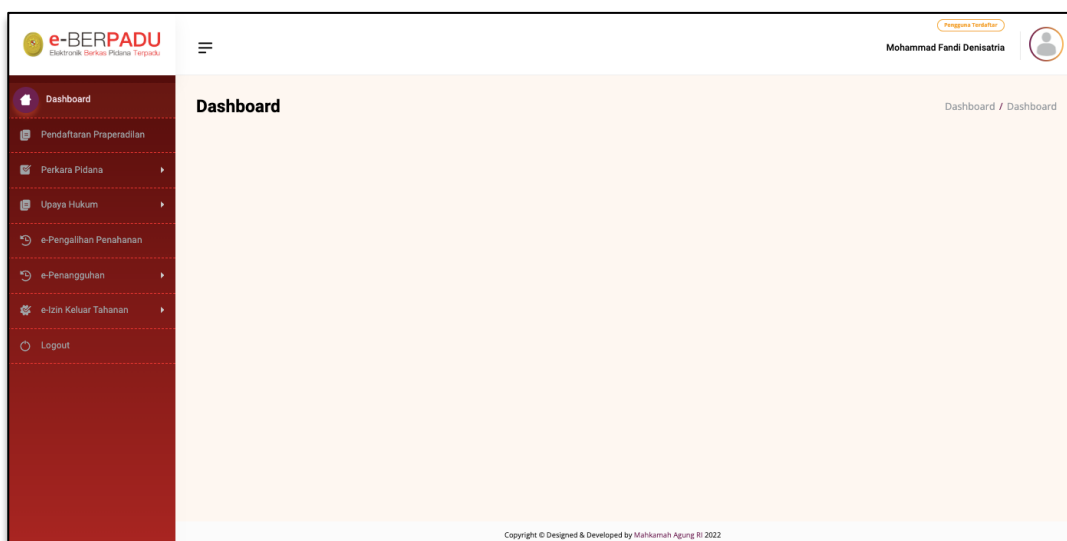 e-BERPADU
Elektronik Berkas Pidana Terpadu
Pengguna Terdaftar
Mohammad Fandi Denisatria
Dashboard
Pendaftaran Praperadilan
Perkara Pidana
Upaya Hukum
e-Pengalihan Penahanan
e-Penangguhan
e-Izin Keluar Tahanan
Logout
Dashboard
Dashboard / Dashboard
Copyright © Designed & Developed by Mahkamah Agung RI 2022